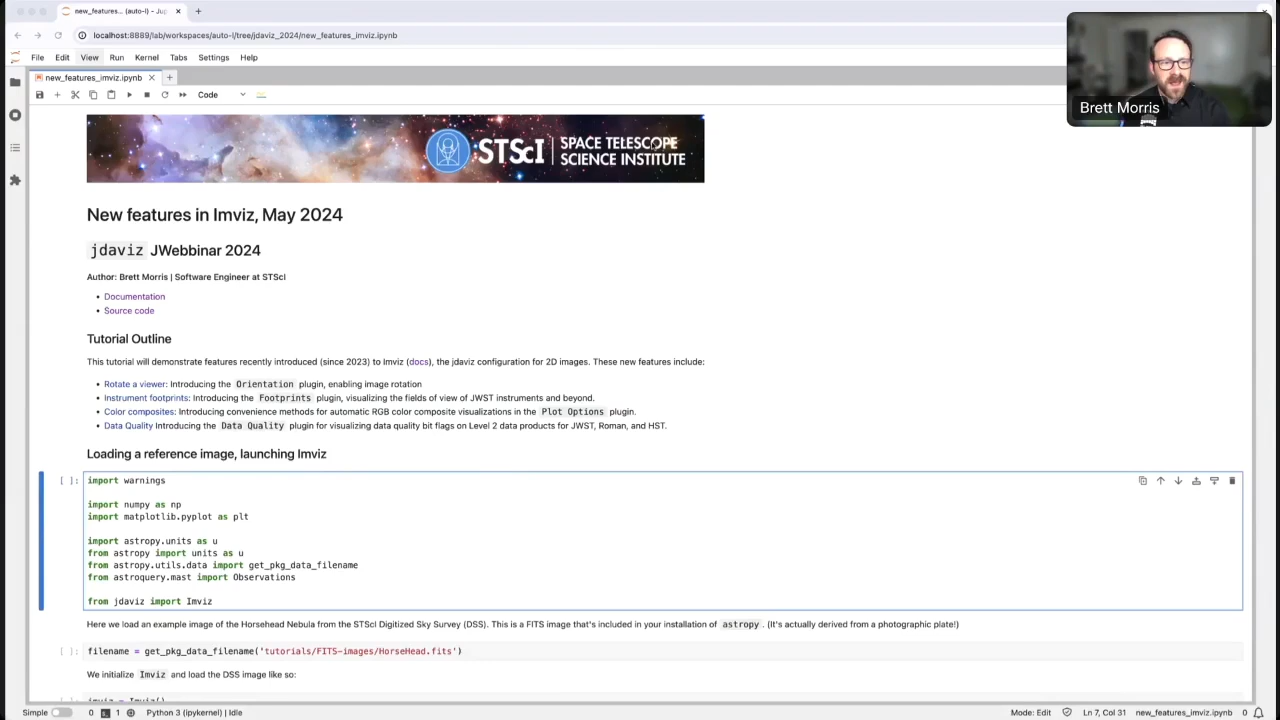 new_features... (auto-l) - Jup
localhost:8889/lab/workspaces/auto-l/tree/jdaviz_2024/new_features_imviz.ipynb
File Edit View Run Kernel Tabs Settings Help
new_features_imviz.ipynb
Code
Brett Morris
STScI | SPACE TELESCOPE
SCIENCE INSTITUTE
New features in Imviz, May 2024
jdaviz JWebbinar 2024
Author: Brett Morris | Software Engineer at STScI
• Documentation
• Source code
Tutorial Outline
This tutorial will demonstrate features recently introduced (since 2023) to Imviz (docs), the jdaviz configuration for 2D images. These new features include:
• Rotate a viewer: Introducing the Orientation plugin, enabling image rotation
• Instrument footprints: Introducing the Footprints plugin, visualizing the fields of view of JWST instruments and beyond.
• Color composites: Introducing convenience methods for automatic RGB color composite visualizations in the Plot Options plugin.
• Data Quality Introducing the Data Quality plugin for visualizing data quality bit flags on Level 2 data products for JWST, Roman, and HST.
Loading a reference image, launching Imviz
[ ]: import warnings
import numpy as np
import matplotlib.pyplot as plt
import astropy.units as u
from astropy import units as u
from astropy.utils.data import get_pkg_data_filename
from astroquery.mast import Observations
from jdaviz import Imviz
Here we load an example image of the Horsehead Nebula from the STScI Digitized Sky Survey (DSS). This is a FITS image that's included in your installation of astropy . (It's actually derived from a photographic plate!)
[ ]: filename = get_pkg_data_filename('tutorials/FITS-images/HorseHead.fits')
We initialize Imviz and load the DSS image like so:
[ ]: imviz = Imviz()
Simple 0 1 Python 3 (ipykernel) | Idle Mode: Edit Ln 7, Col 31 new_features_imviz.ipynb 0